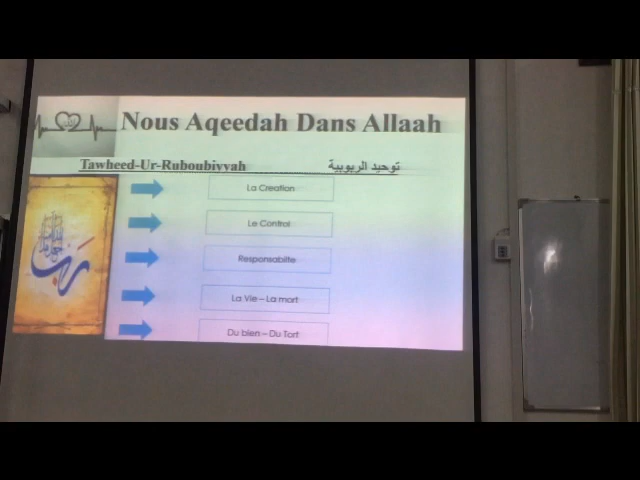 Nous Aqeedah Dans Allaah
Tawheed-Ur-Ruboubiyyah توحيد الربوبية
La Creation
Le Control
Responsabilte
La Vie – La mort
Du bien – Du Tort
رَبِّ